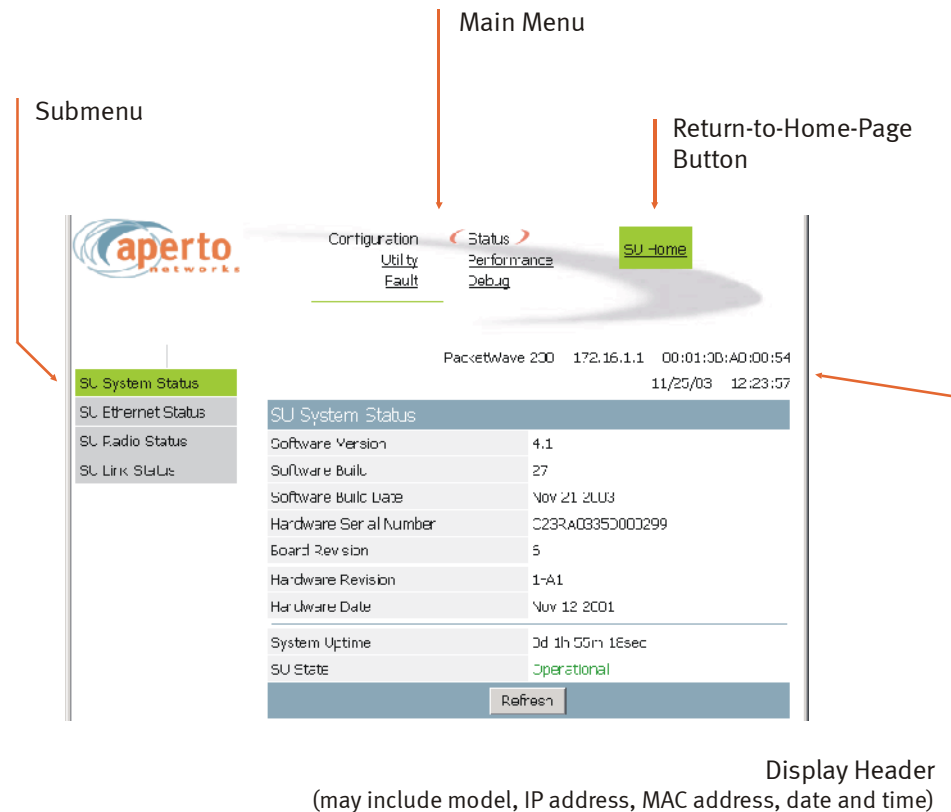 Main Menu
Submenu
Return-to-Home-Page
Button
aperto
networks
Configuration
Status
SU Home
Utility
Performance
Fault
Debug
PacketWave 200 172.16.1.1 00:01:3B:A0:00:54
11/25/03 12:23:57
SU System Status
SU Ethernet Status
SU Radio Status
SU Link Status
SU System Status
Software Version 4.1
Software Build 27
Software Build Date Nov 21 2003
Hardware Serial Number
Board Revision
Hardware Revision 1-A1
Hardware Date Nov 12 2001
System Uptime 0d 1h 55m 18sec
SU State Operational
Refresh
Display Header
(may include model, IP address, MAC address, date and time)